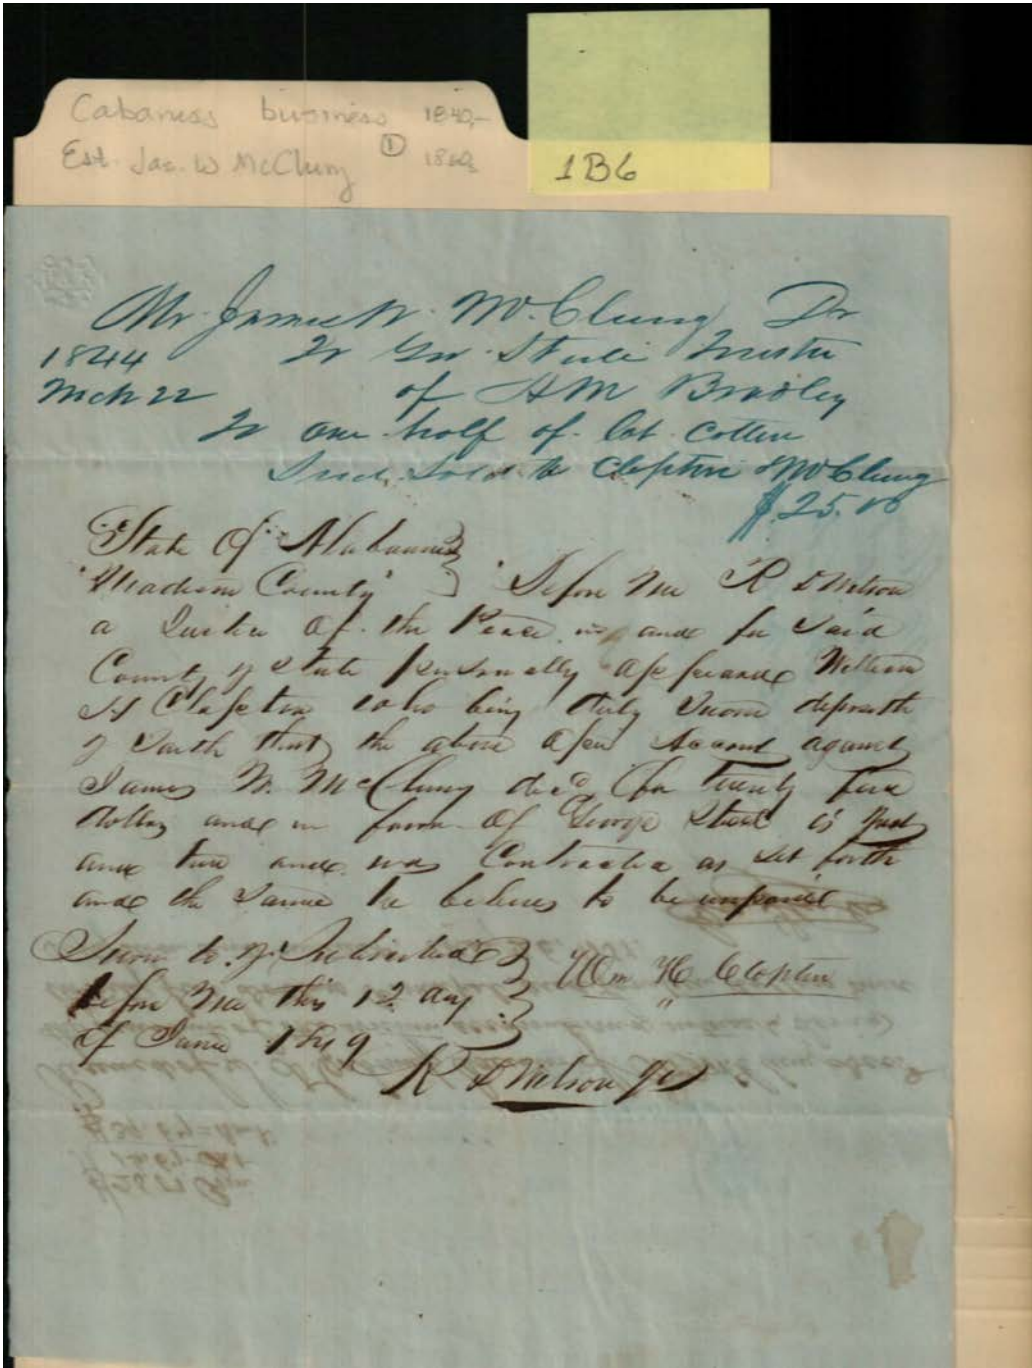 Cabaness business 1840,-
Est. Jas. W McClung ① 1860s
1B6
Mr James W. McClung Dr
1844 To Geo. Steele Trustee
Mch 22 of H M Bradley
To one half of lot cotton
Seed, Sold to Clopton & McClung
$.25.00
State of Alabama }
"Madison County" } Before Me R D Wilson
a Justice of the Peace in and for Said
County & State personally appeared William
H Clopton who being duly Sworn deposeth
& Saith that the above open Account against
James W. McClung decd for twenty five
dollars and in favor of George Steele is just
and true and was Contracted as Set forth
and the Same he believes to be unpaid
Sworn to & Subscribed } Wm H Clopton
before Me this 12 day }
of June 1849 }
R D Wilson JP